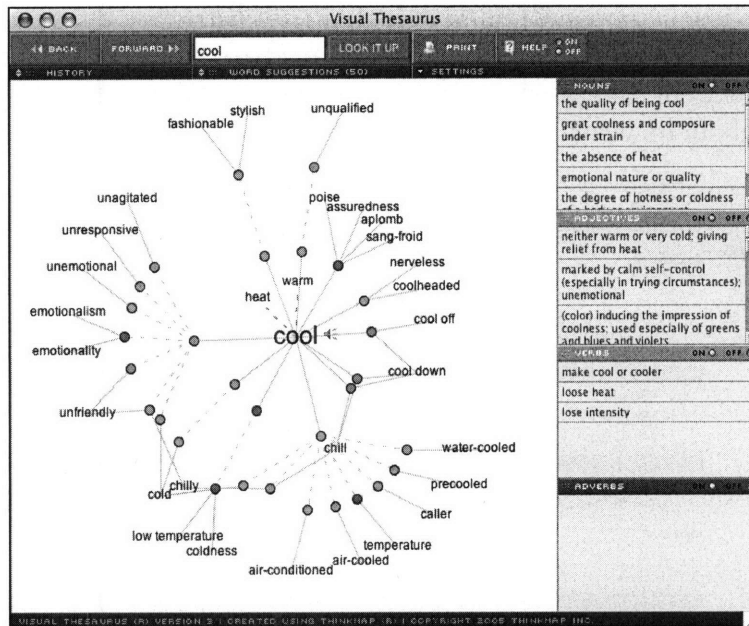 Visual Thesaurus
BACK
FORWARD
cool
LOOK IT UP
PRINT
HELP
ON
OFF
HISTORY
WORD SUGGESTIONS (50)
SETTINGS
stylish
fashionable
unqualified
unagitated
poise
assuredness
aplomb
sang-froid
unresponsive
unemotional
nerveless
warm
coolheaded
heat
emotionalism
cool off
cool
emotionality
cool down
unfriendly
chill
water-cooled
chilly
precooled
cold
caller
low temperature
temperature
coldness
air-cooled
air-conditioned
NOUNS
ON
OFF
the quality of being cool
great coolness and composure
under strain
the absence of heat
emotional nature or quality
the degree of hotness or coldness
of a body or environment
ADJECTIVES
ON
OFF
neither warm or very cold; giving
relief from heat
marked by calm self-control
(especially in trying circumstances);
unemotional
(color) inducing the impression of
coolness; used especially of greens
and blues and violets
VERBS
ON
OFF
make cool or cooler
loose heat
lose intensity
ADVERBS
ON
OFF
VISUAL THESAURUS (R) VERSION 3 | CREATED USING THINKMAP (R) | COPYRIGHT 2005 THINKMAP INC.